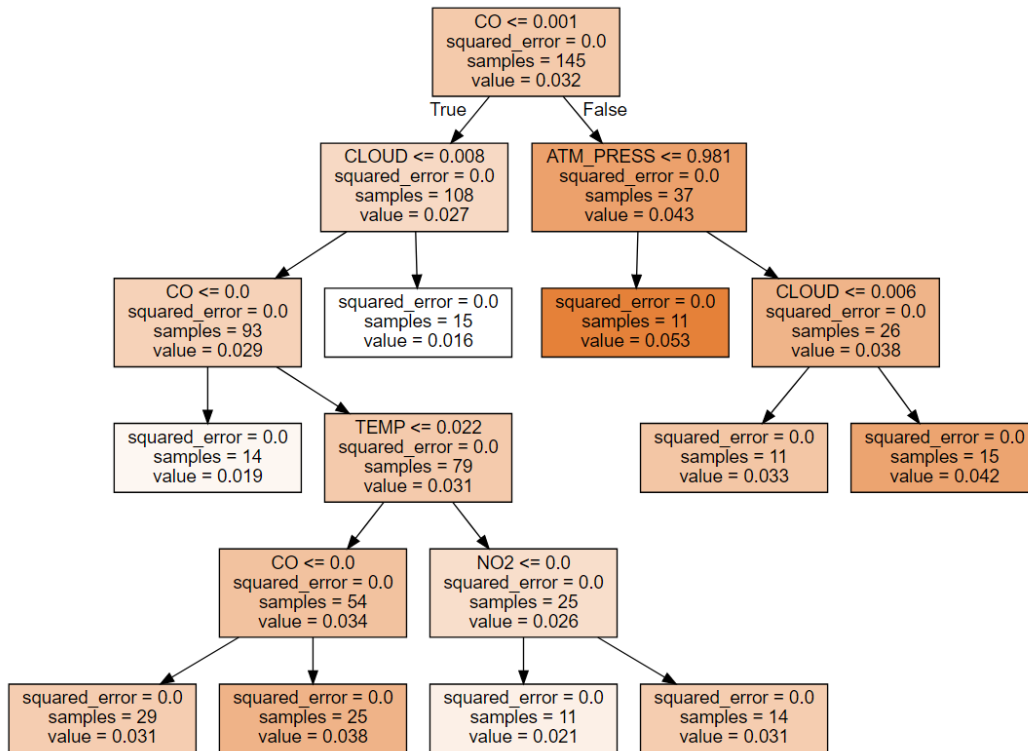 CO <= 0.001
squared_error = 0.0
samples = 145
value = 0.032
True
False
CLOUD <= 0.008
squared_error = 0.0
samples = 108
value = 0.027
ATM_PRESS <= 0.981
squared_error = 0.0
samples = 37
value = 0.043
CO <= 0.0
squared_error = 0.0
samples = 93
value = 0.029
squared_error = 0.0
samples = 15
value = 0.016
squared_error = 0.0
samples = 11
value = 0.053
CLOUD <= 0.006
squared_error = 0.0
samples = 26
value = 0.038
squared_error = 0.0
samples = 14
value = 0.019
TEMP <= 0.022
squared_error = 0.0
samples = 79
value = 0.031
squared_error = 0.0
samples = 11
value = 0.033
squared_error = 0.0
samples = 15
value = 0.042
CO <= 0.0
squared_error = 0.0
samples = 54
value = 0.034
NO2 <= 0.0
squared_error = 0.0
samples = 25
value = 0.026
squared_error = 0.0
samples = 29
value = 0.031
squared_error = 0.0
samples = 25
value = 0.038
squared_error = 0.0
samples = 11
value = 0.021
squared_error = 0.0
samples = 14
value = 0.031